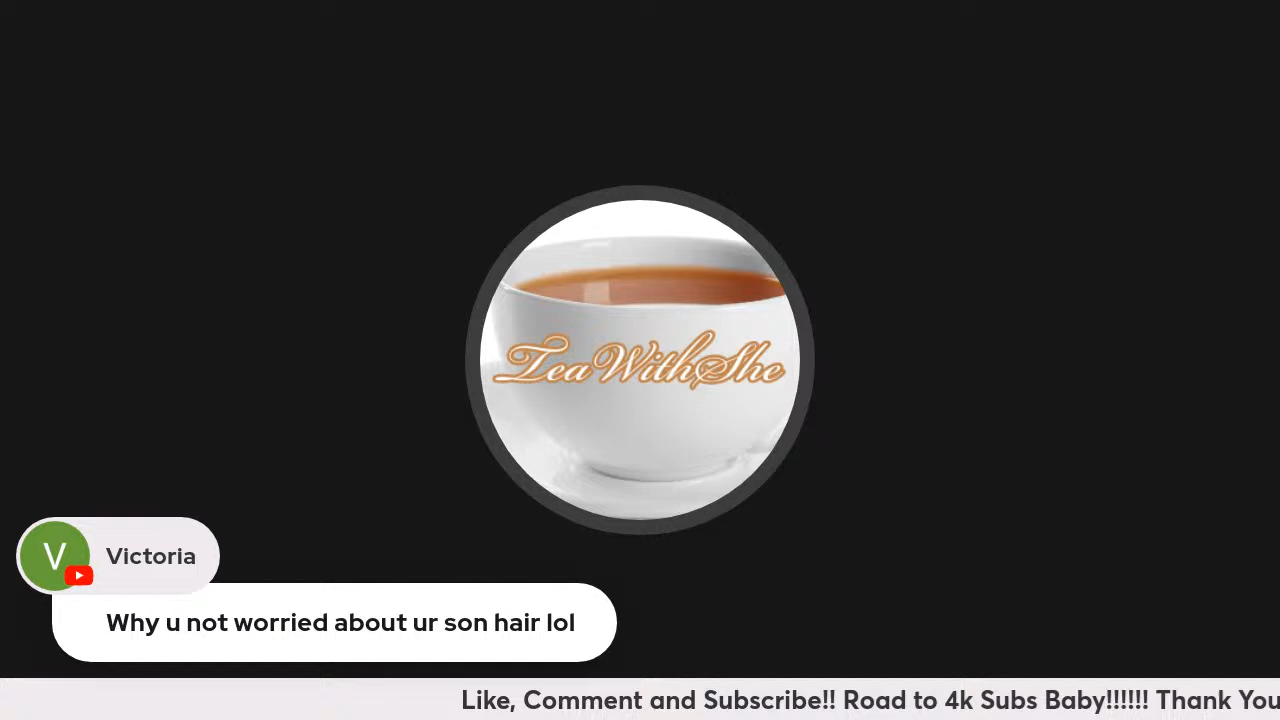 TeaWithShe
V
Victoria
Why u not worried about ur son hair lol
Like, Comment and Subscribe!! Road to 4k Subs Baby!!!!!! Thank You